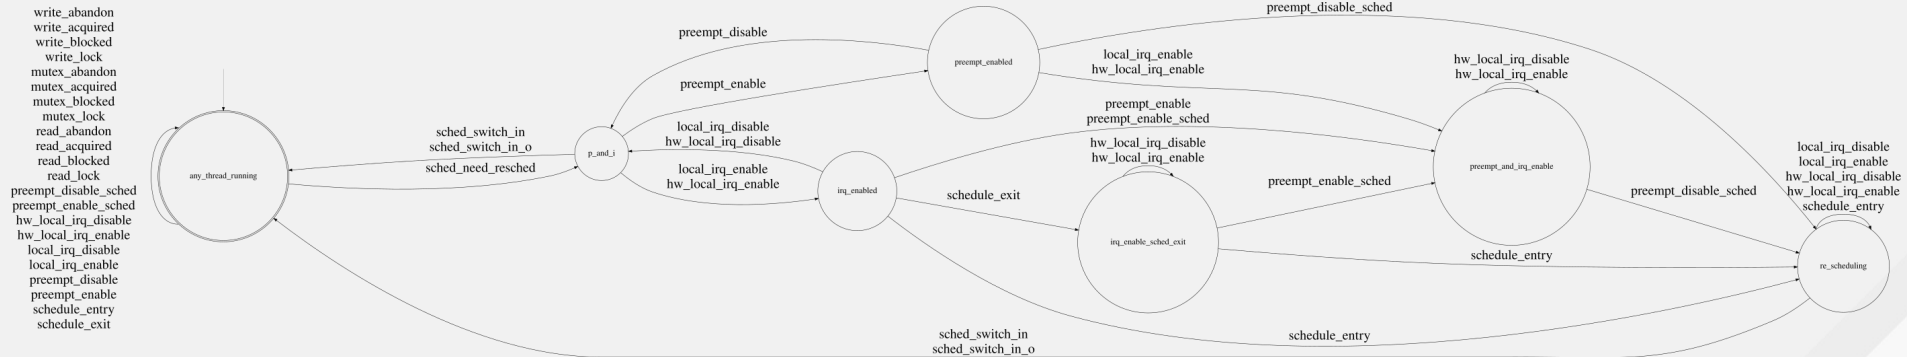 write_abandon
write_acquired
write_blocked
write_lock
mutex_abandon
mutex_acquired
mutex_blocked
mutex_lock
read_abandon
read_acquired
read_blocked
read_lock
preempt_disable_sched
preempt_enable_sched
hw_local_irq_disable
hw_local_irq_enable
local_irq_disable
local_irq_enable
preempt_disable
preempt_enable
schedule_entry
schedule_exit
any_thread_running
sched_switch_in
sched_switch_in_o
sched_need_resched
p_and_i
preempt_disable
preempt_enable
local_irq_disable
hw_local_irq_disable
local_irq_enable
hw_local_irq_enable
irq_enabled
preempt_enabled
preempt_disable_sched
local_irq_enable
hw_local_irq_enable
preempt_enable
preempt_enable_sched
hw_local_irq_disable
hw_local_irq_enable
schedule_exit
irq_enable_sched_exit
preempt_enable_sched
hw_local_irq_disable
hw_local_irq_enable
preempt_and_irq_enable
preempt_disable_sched
schedule_entry
schedule_entry
local_irq_disable
local_irq_enable
hw_local_irq_disable
hw_local_irq_enable
schedule_entry
re_scheduling
sched_switch_in
sched_switch_in_o